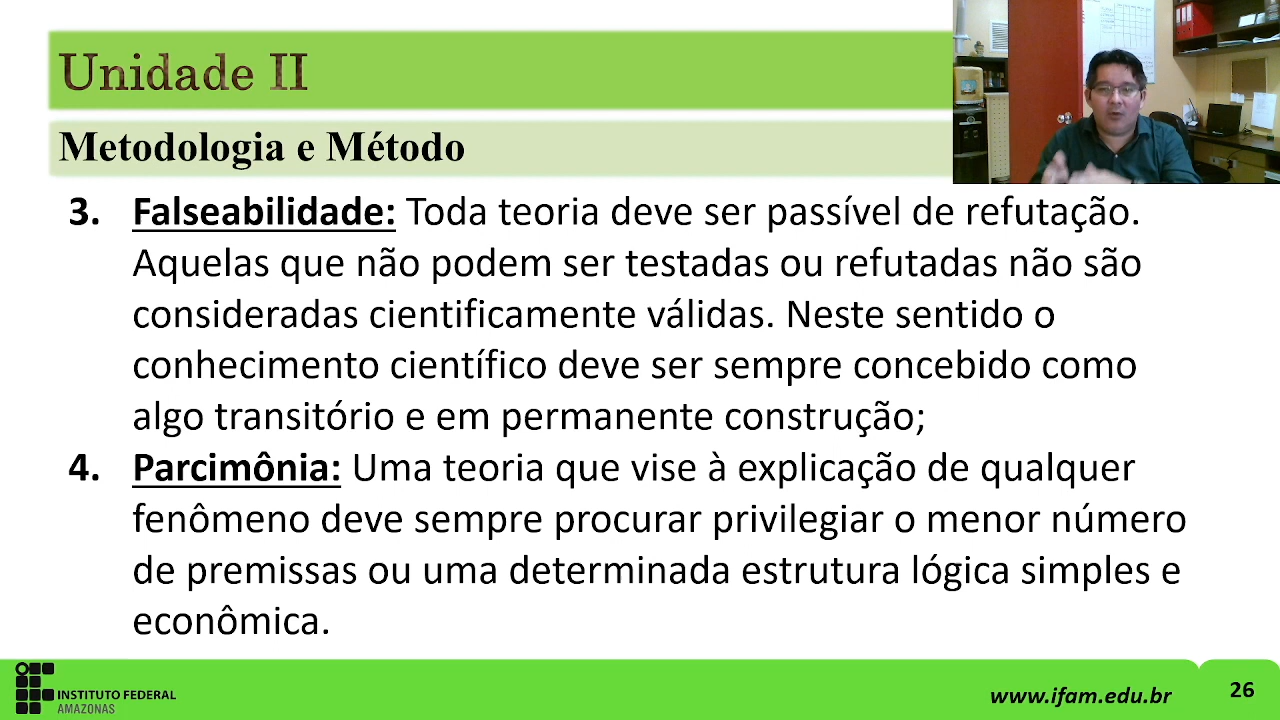 Unidade II
Metodologia e Método
3. Falseabilidade: Toda teoria deve ser passível de refutação.
Aquelas que não podem ser testadas ou refutadas não são
consideradas cientificamente válidas. Neste sentido o
conhecimento científico deve ser sempre concebido como
algo transitório e em permanente construção;
4. Parcimônia: Uma teoria que vise à explicação de qualquer
fenômeno deve sempre procurar privilegiar o menor número
de premissas ou uma determinada estrutura lógica simples e
econômica.
INSTITUTO FEDERAL
AMAZONAS
www.ifam.edu.br
26